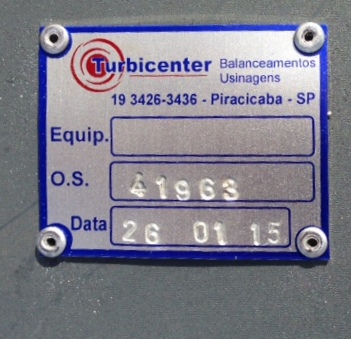 Turbicenter Balanceamentos
Usinagens
19 3426-3436 - Piracicaba - SP
Equip.
O.S. 41963
Data 26 01 15